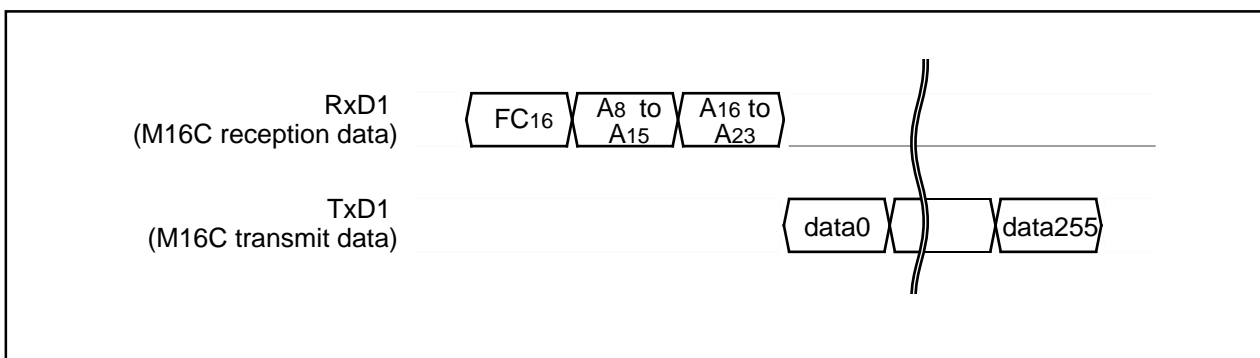 RxD1
(M16C reception data)
FC16
A8 to
A15
A16 to
A23
TxD1
(M16C transmit data)
data0
data255